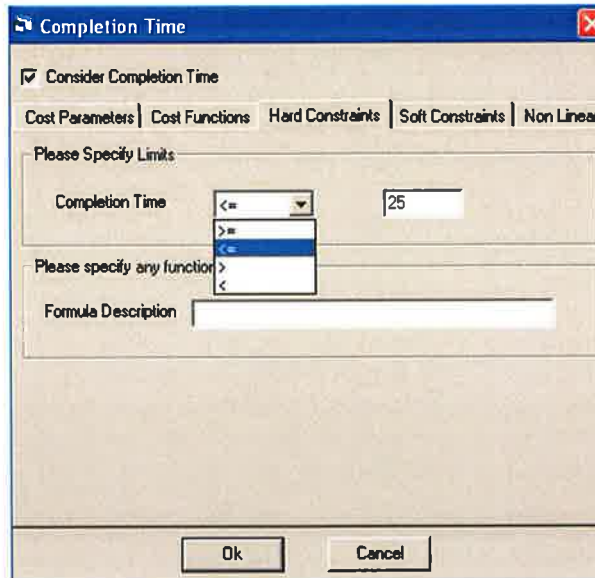 Completion Time
Consider Completion Time
Cost Parameters Cost Functions Hard Constraints Soft Constraints Non Linea
Please Specify Limits
Completion Time <= 25
>=
<=
>
<
Please specify any function
Formula Description
Ok Cancel